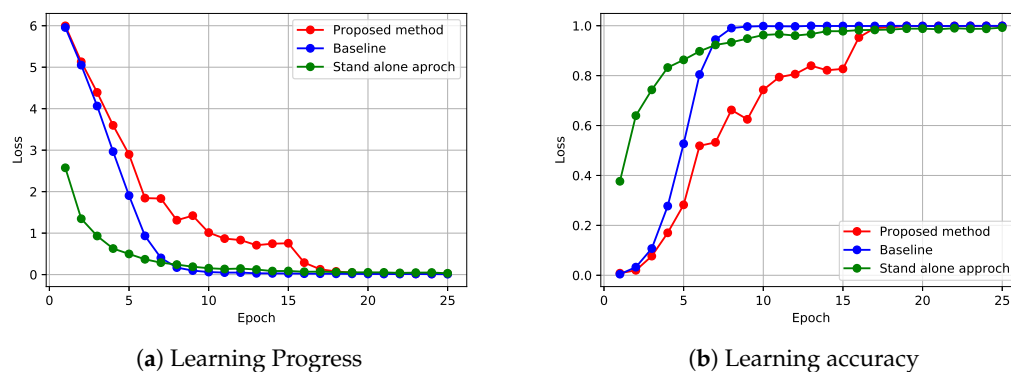 6
5
4
3
2
1
0
Loss
0
5
10
15
20
25
Epoch
Proposed method
Baseline
Stand alone aproch
(a) Learning Progress
1.0
0.8
0.6
0.4
0.2
0.0
Loss
0
5
10
15
20
25
Epoch
Proposed method
Baseline
Stand alone aproch
(b) Learning accuracy